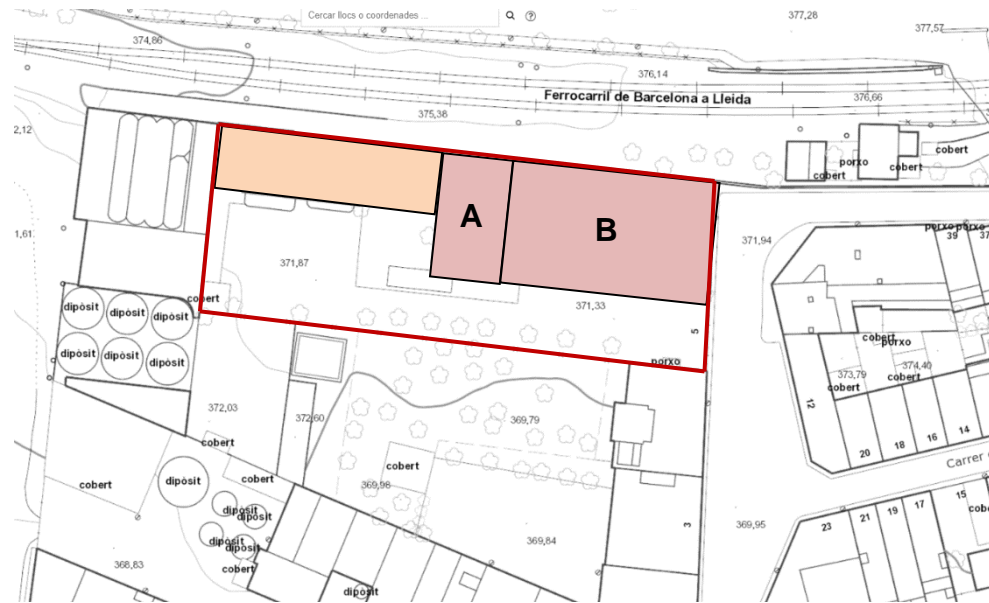 Cercar llocs o coordenades ...
377,28
377,57
374,86
376,14
Ferrocarril de Barcelona a Lleida
376,66
375,38
2,12
cobert
porxo
cobert
cobert
A
B
1,61
371,94
porxo
porxo
39
37
371,87
cobert
371,33
dipòsit
dipòsit
dipòsit
5
dipòsit
dipòsit
dipòsit
porxo
cobert
porxo
373,79
374,40
cobert
cobert
372,03
372,60
369,79
12
20
18
16
14
cobert
cobert
cobert
dipòsit
cobert
369,98
Carrer
15
cobe
dipòsit
dipòsit
dipòsit
dipòsit
cobert
369,84
3
369,95
23
21
19
17
368,83
dipòsit